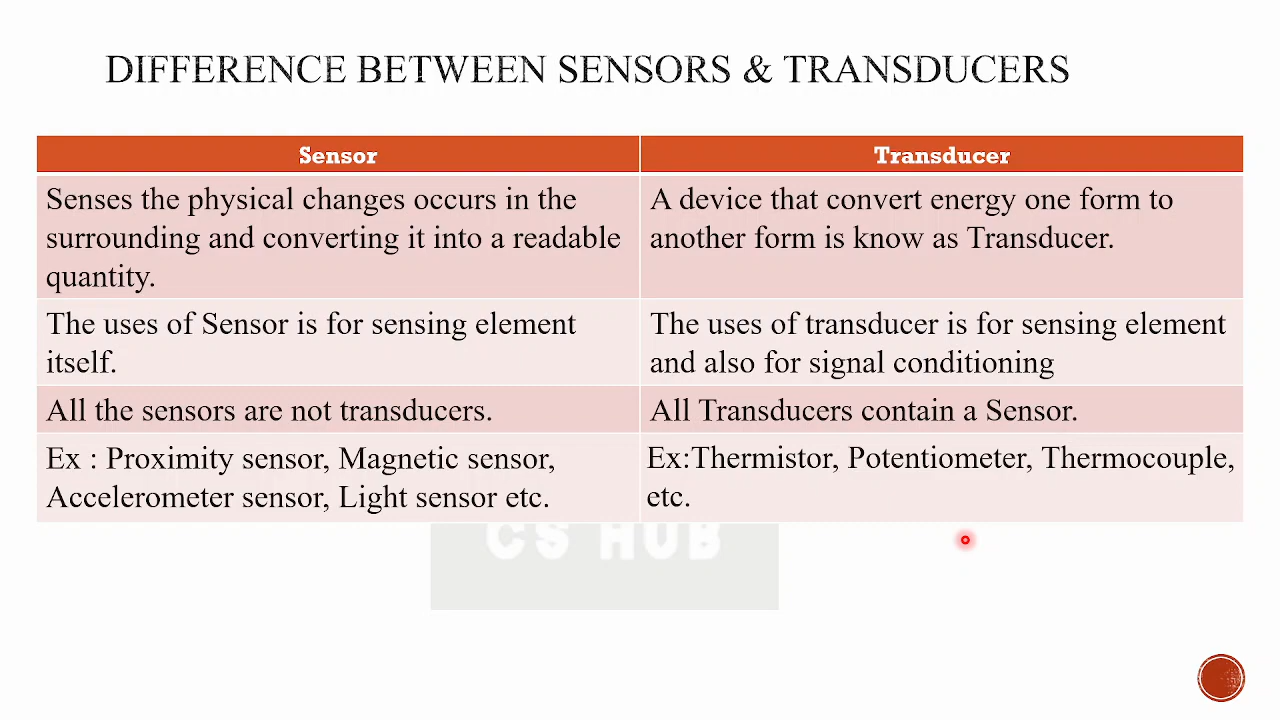 DIFFERENCE BETWEEN SENSORS & TRANSDUCERS
Sensor
Transducer
Senses the physical changes occurs in the
surrounding and converting it into a readable
quantity.
A device that convert energy one form to
another form is know as Transducer.
The uses of Sensor is for sensing element
itself.
The uses of transducer is for sensing element
and also for signal conditioning
All the sensors are not transducers.
All Transducers contain a Sensor.
Ex : Proximity sensor, Magnetic sensor,
Accelerometer sensor, Light sensor etc.
Ex:Thermistor, Potentiometer, Thermocouple,
etc.
CS HUB